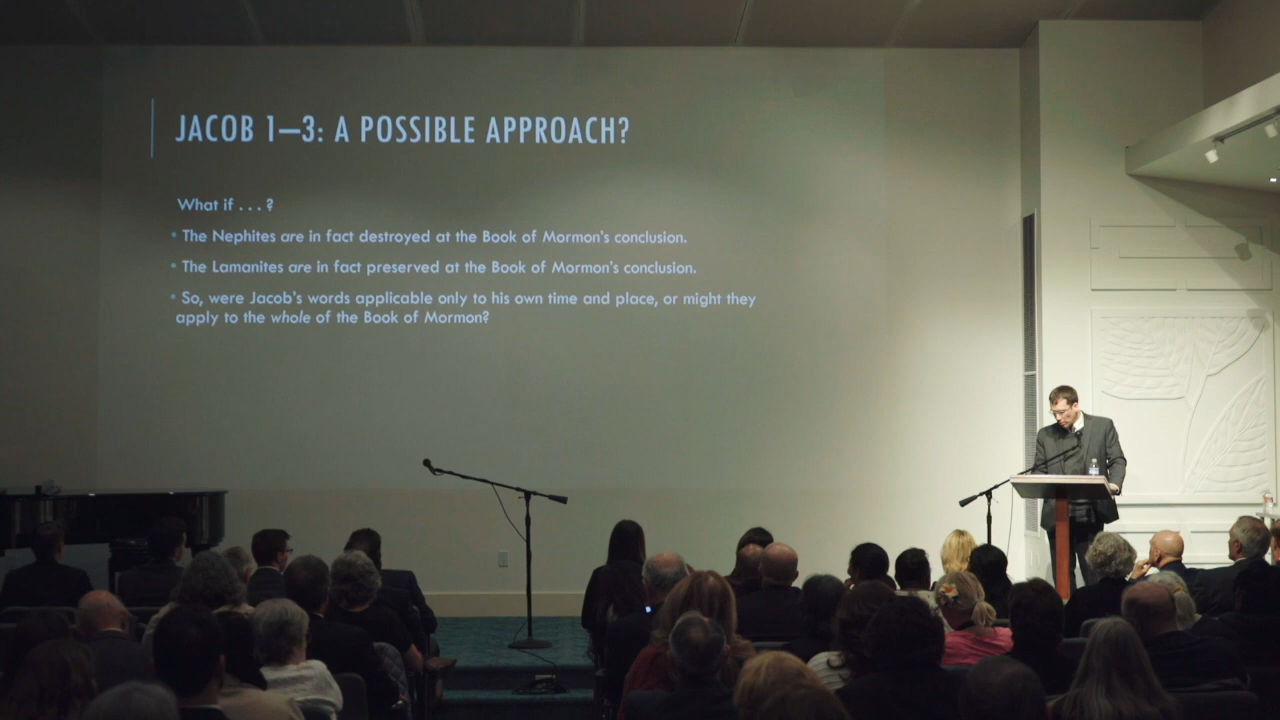 JACOB 1–3: A POSSIBLE APPROACH?
What if . . . ?
• The Nephites are in fact destroyed at the Book of Mormon's conclusion.
• The Lamanites are in fact preserved at the Book of Mormon's conclusion.
• So, were Jacob's words applicable only to his own time and place, or might they
apply to the whole of the Book of Mormon?